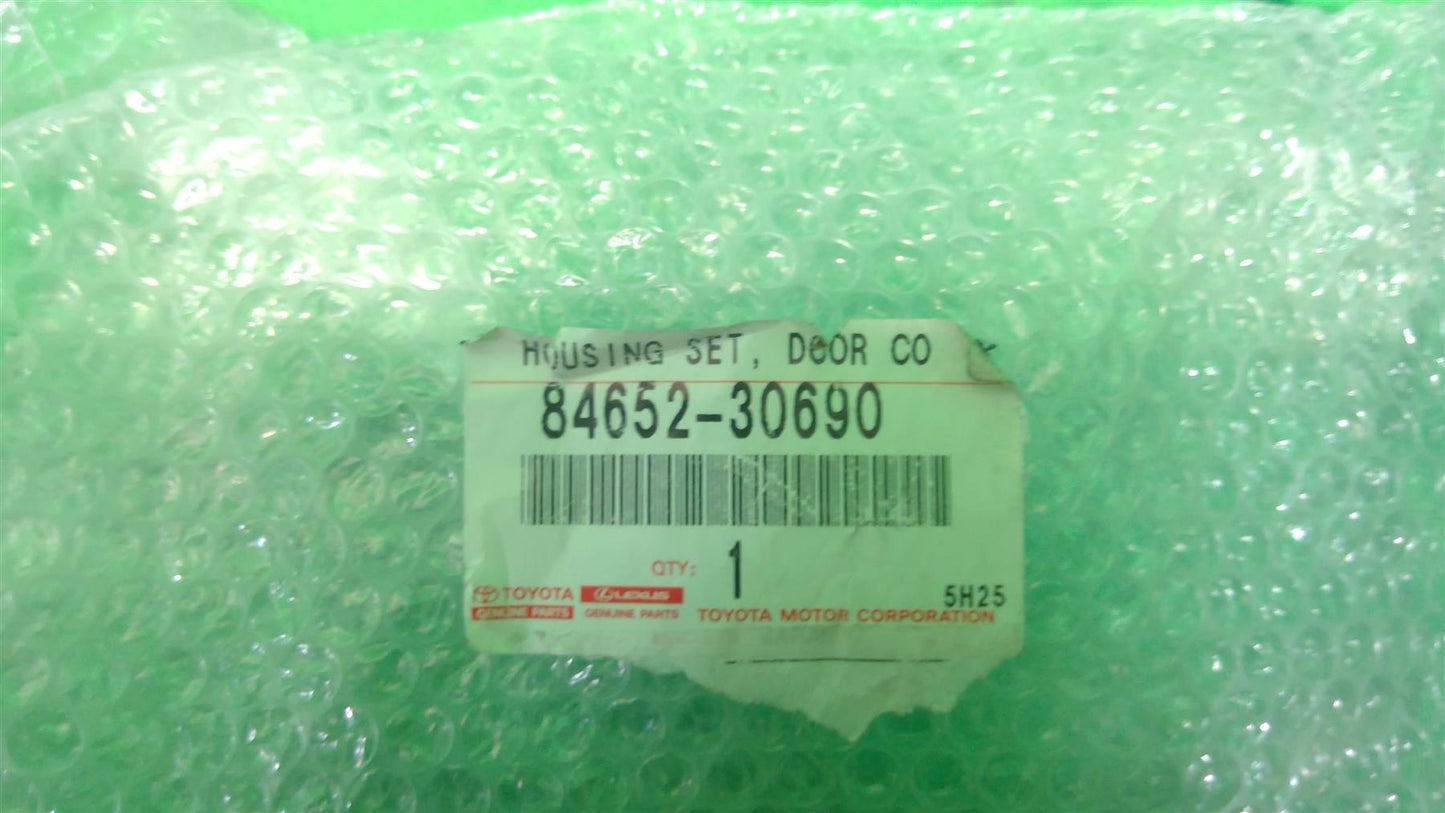 HOUSING SET, DOOR CO
84652-30690
QTY: 1
TOYOTA LEXUS 5H25
GENUINE PARTS GENUINE PARTS TOYOTA MOTOR CORPORATION